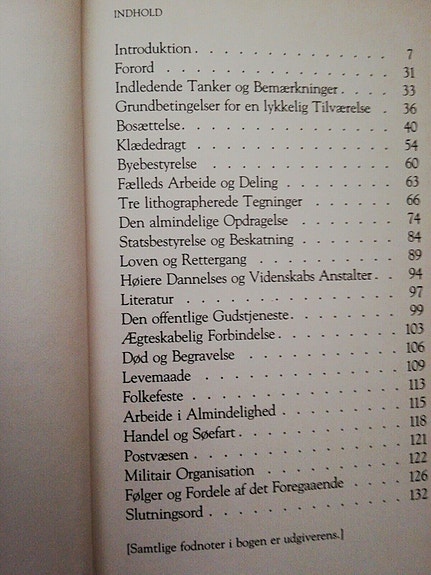 INDHOLD
Introduktion . . . . . . . . . . . . 7
Forord . . . . . . . . . . . . . . 31
Indledende Tanker og Bemærkninger . . . . 33
Grundbetingelser for en lykkelig Tilværelse . 36
Bosættelse . . . . . . . . . . . . 40
Klædedragt . . . . . . . . . . . . 54
Byebestyrelse . . . . . . . . . . . 60
Fælleds Arbeide og Deling . . . . . . . 63
Tre lithographerede Tegninger . . . . . . 66
Den almindelige Opdragelse . . . . . . . 74
Statsbestyrelse og Beskatning . . . . . . 84
Loven og Rettergang . . . . . . . . . 89
Høiere Dannelses og Videnskabs Anstalter . . 94
Literatur . . . . . . . . . . . . . 97
Den offentlige Gudstjeneste . . . . . . . 99
Ægteskabelig Forbindelse . . . . . . . . 103
Død og Begravelse . . . . . . . . . . 106
Levemaade . . . . . . . . . . . . 109
Folkefeste . . . . . . . . . . . . 113
Arbeide i Almindelighed . . . . . . . . 115
Handel og Søefart . . . . . . . . . . 118
Postvæsen . . . . . . . . . . . . 121
Militair Organisation . . . . . . . . . 122
Følger og Fordele af det Foregaaende . . . . 126
Slutningsord . . . . . . . . . . . . 132
[Samtlige fodnoter i bogen er udgiverens.]